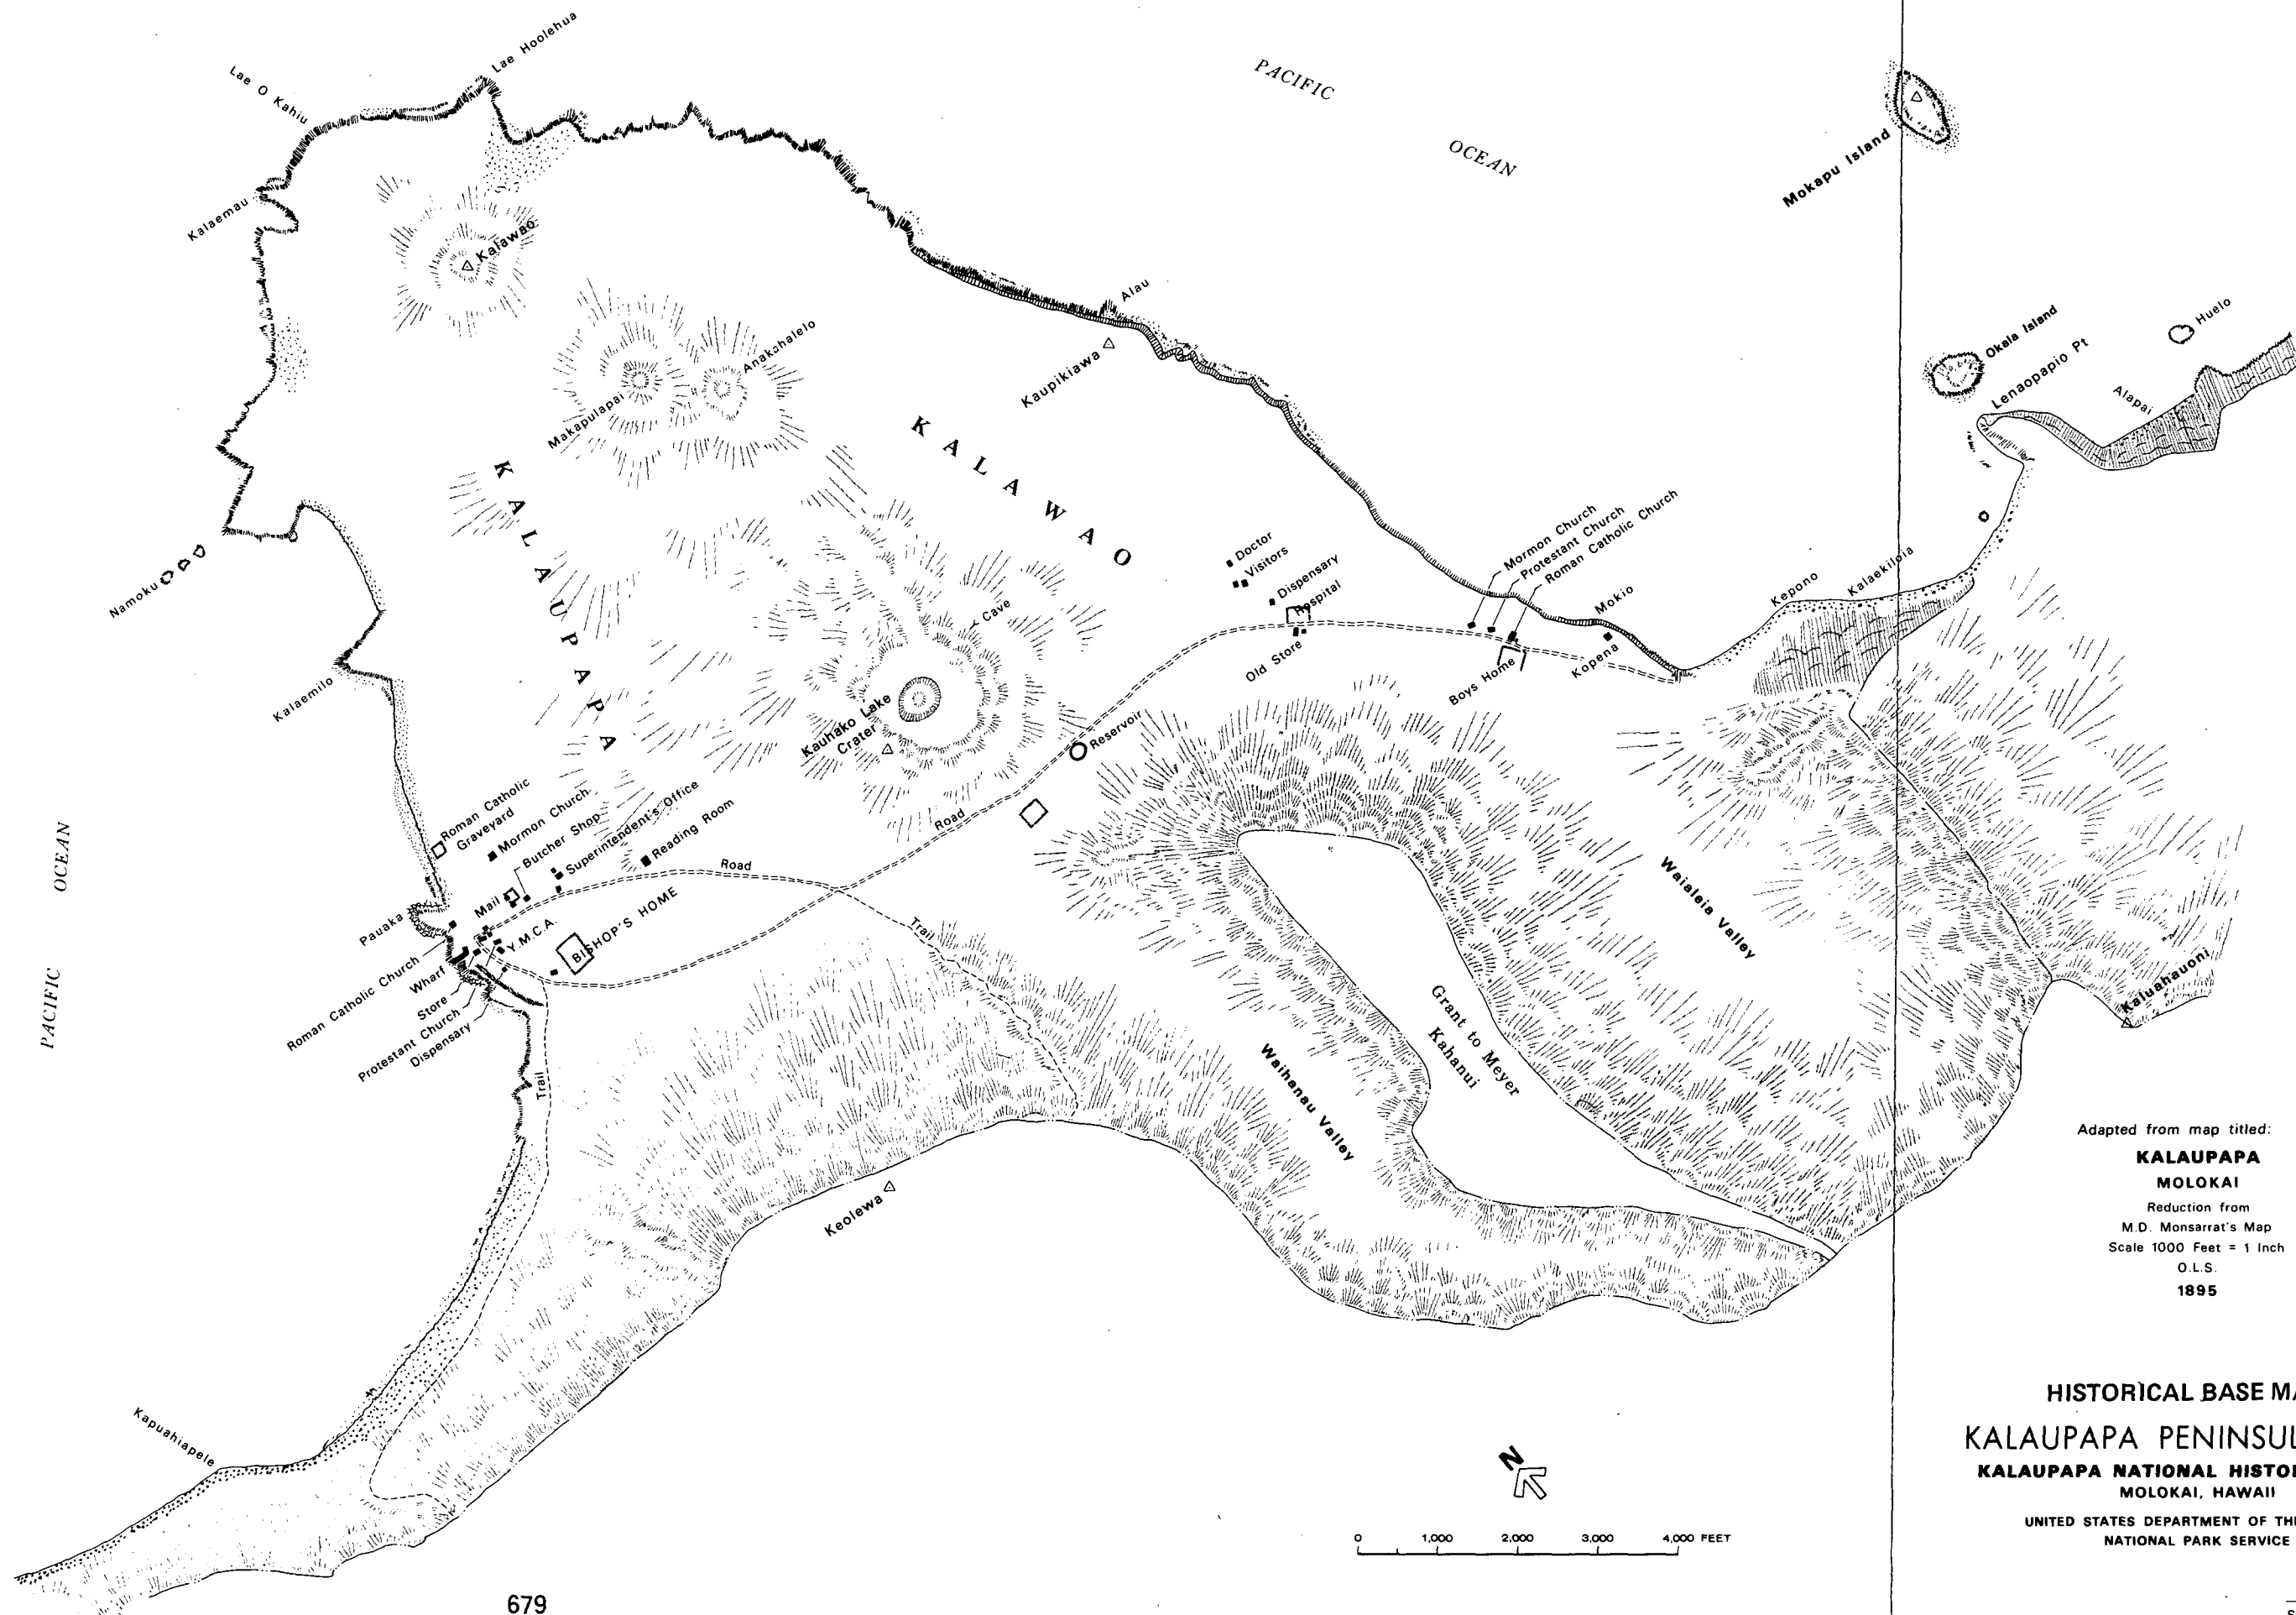 Lae Hoolehua
Lae O Kahiu
PACIFIC
OCEAN
Mokapu Island
Kalaemau
Kalawao
Alau
Anakahalelo
Kaupikiawa
Makapulapai
Huelo
Okala Island
Lenaopapio Pt
Alapai
KALAWAO
KALAUPAPA
Namoku
Doctor
Visitors
Dispensary
Hospital
Old Store
Mormon Church
Protestant Church
Roman Catholic Church
Mokio
Kepono
Kalaekiloia
Boys Home
Kopena
Cave
Kalaemilo
Kauhako Lake
Crater
Reservoir
Road
Roman Catholic
Graveyard
Mormon Church
Butcher Shop
Superintendent's Office
Reading Room
Road
Mail
Y.M.C.A.
BISHOP'S HOME
Pauaka
Roman Catholic Church
Wharf
Store
Protestant Church
Dispensary
Trail
Trail
PACIFIC OCEAN
Waialeia Valley
Grant to Meyer
Kahanui
Waihanau Valley
Kaluahauoni
Keolewa
Kapuahiapele
Adapted from map titled:
KALAUPAPA
MOLOKAI
Reduction from
M.D. Monsarrat's Map
Scale 1000 Feet = 1 Inch
O.L.S.
1895
HISTORICAL BASE MA
KALAUPAPA PENINSUL
KALAUPAPA NATIONAL HISTO
MOLOKAI, HAWAII
UNITED STATES DEPARTMENT OF TH
NATIONAL PARK SERVICE
N
0 1,000 2,000 3,000 4,000 FEET
679